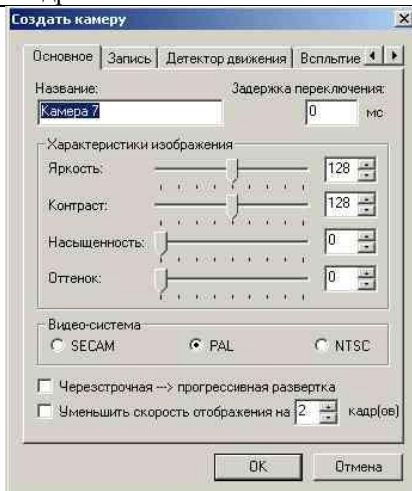 Создать камеру
Основное Запись Детектор движения Всплытие
Название: Задержка переключения:
Камера 7 0 мс
Характеристики изображения
Яркость: 128
Контраст: 128
Насыщенность: 0
Оттенок: 0
Видео-система
SECAM PAL NTSC
Черезстрочная --> прогрессивная развертка
Уменьшить скорость отображения на 2 кадр(ов)
OK Отмена